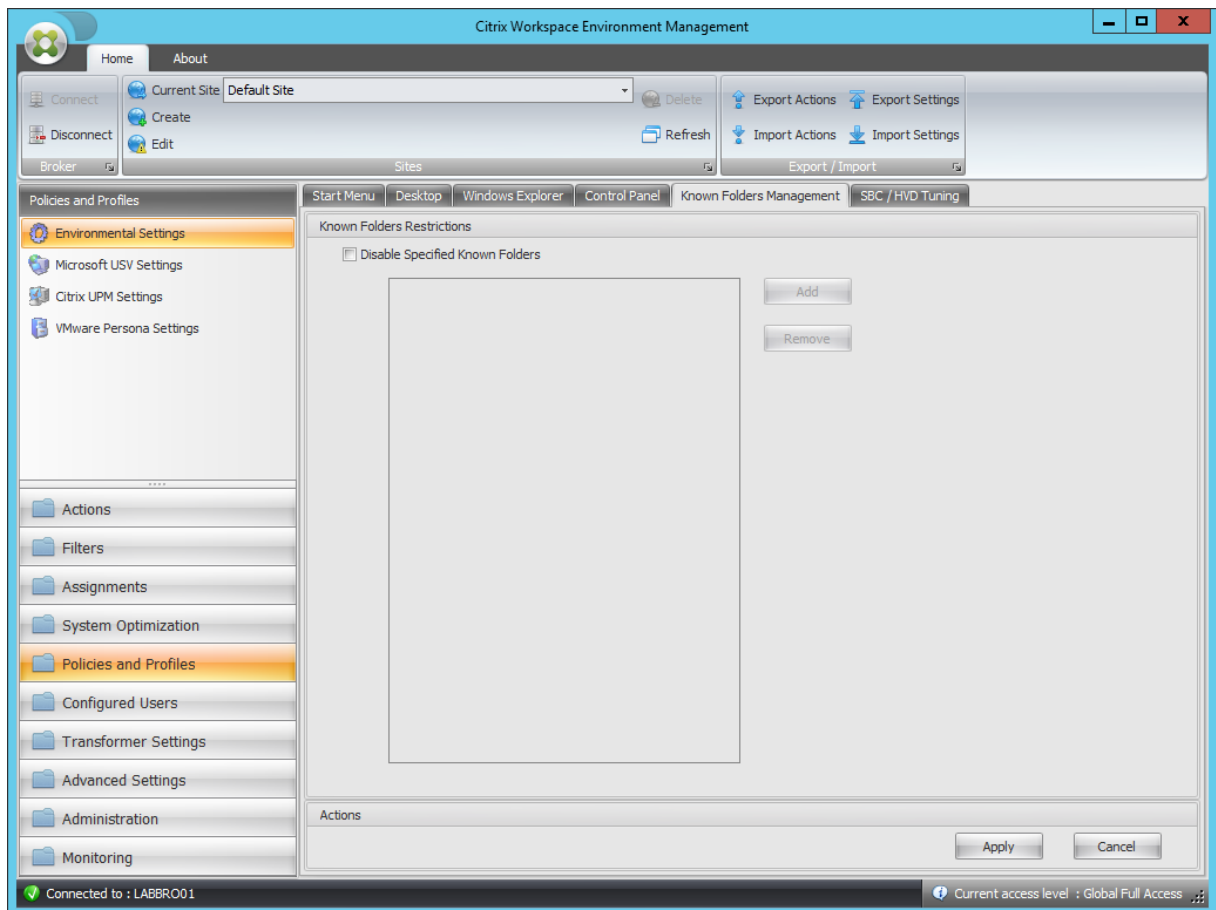 Citrix Workspace Environment Management
Home About
Connect
Disconnect
Broker
Current Site Default Site
Create
Edit
Delete
Refresh
Sites
Export Actions Export Settings
Import Actions Import Settings
Export / Import
Policies and Profiles
Environmental Settings
Microsoft USV Settings
Citrix UPM Settings
VMware Persona Settings
Actions
Filters
Assignments
System Optimization
Policies and Profiles
Configured Users
Transformer Settings
Advanced Settings
Administration
Monitoring
Start Menu Desktop Windows Explorer Control Panel Known Folders Management SBC / HVD Tuning
Known Folders Restrictions
Disable Specified Known Folders
Add
Remove
Actions
Apply Cancel
Connected to : LABBRO01
Current access level : Global Full Access